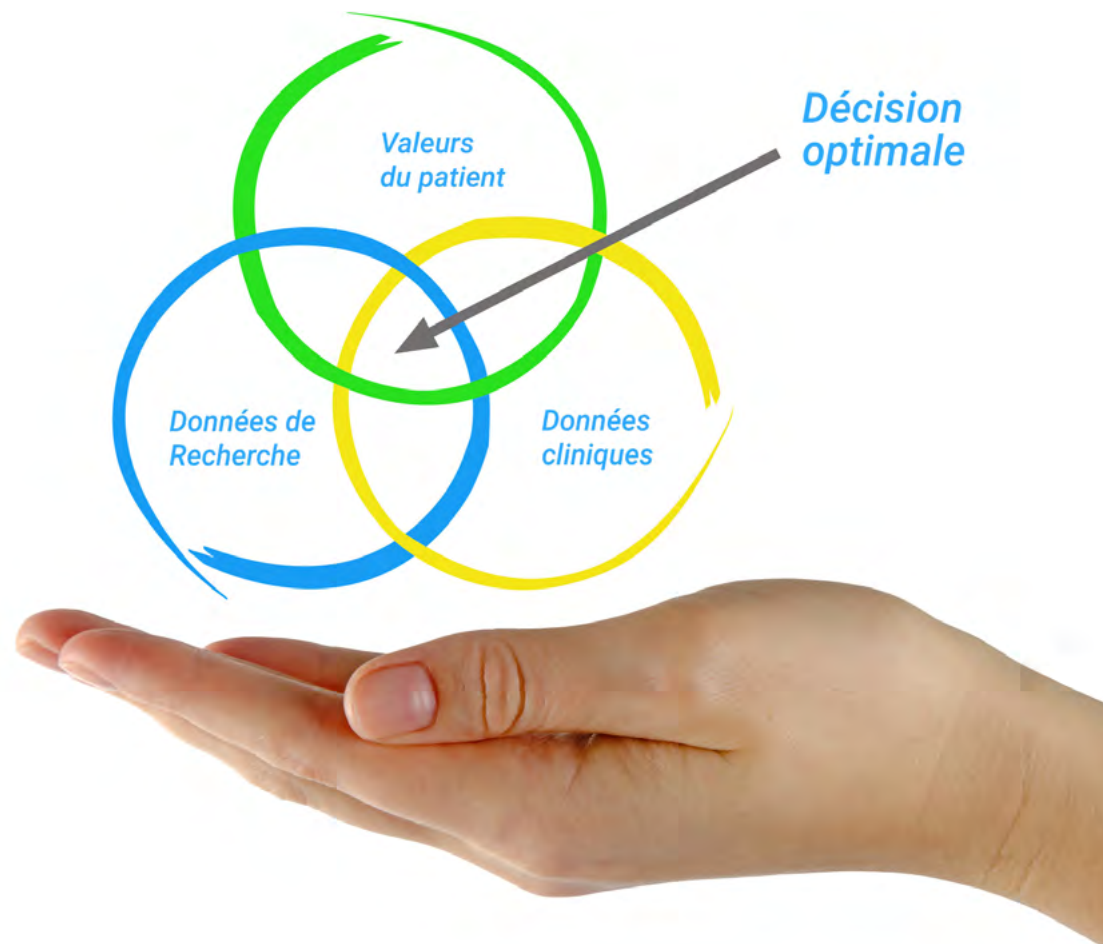 Valeurs
du patient
Décision
optimale
Données de
Recherche
Données
cliniques